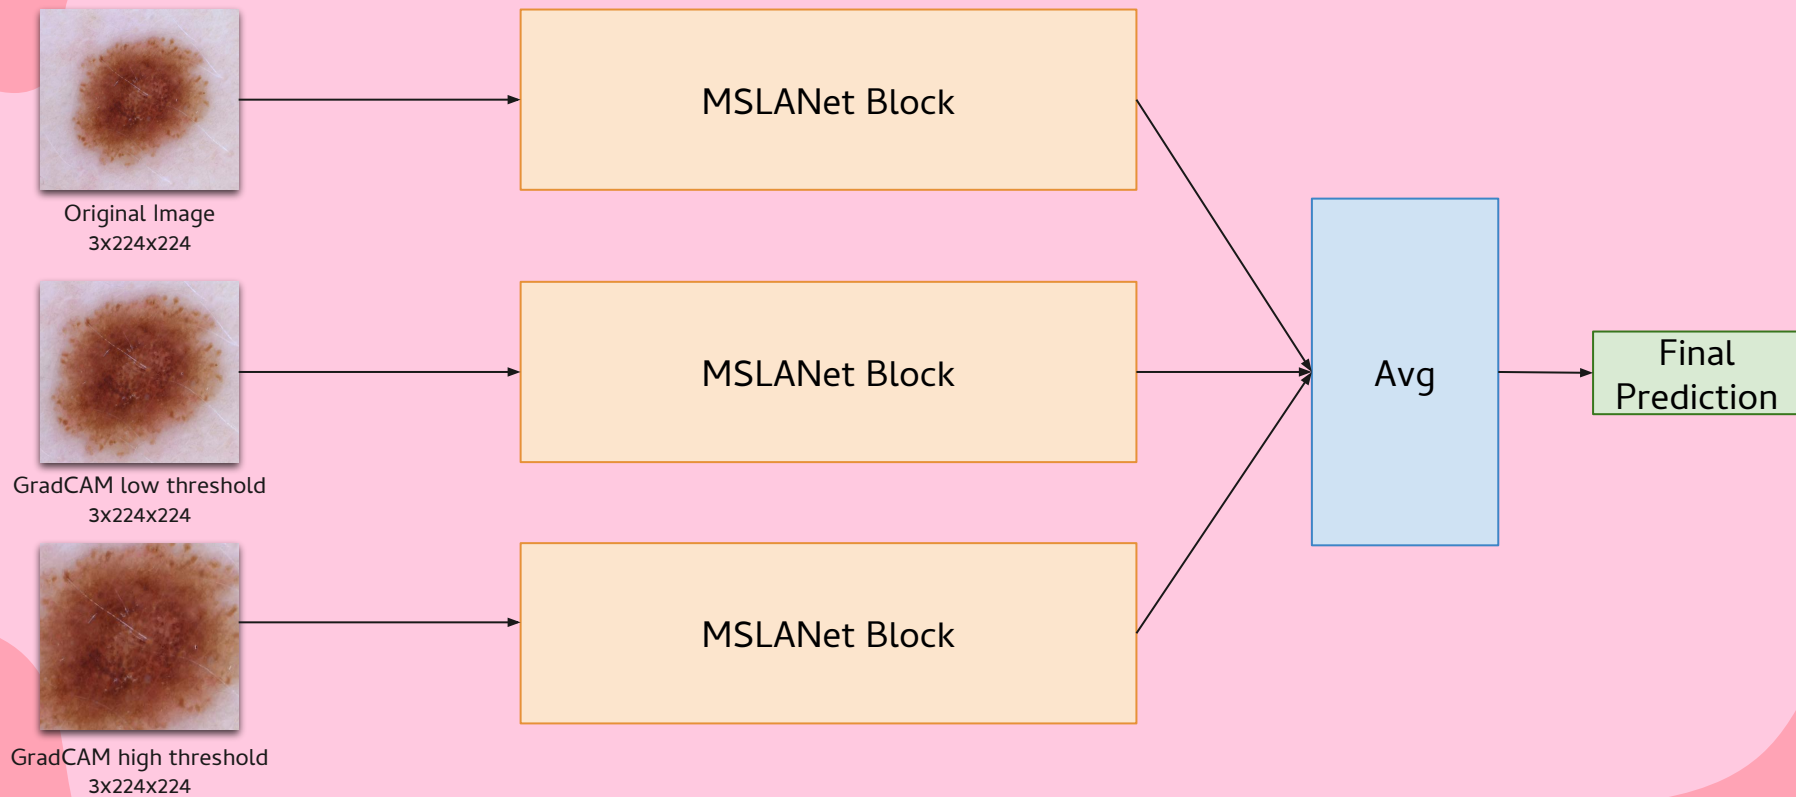 MSLANet Block
Original Image
3x224x224
MSLANet Block
GradCAM low threshold
3x224x224
MSLANet Block
GradCAM high threshold
3x224x224
Avg
Final
Prediction